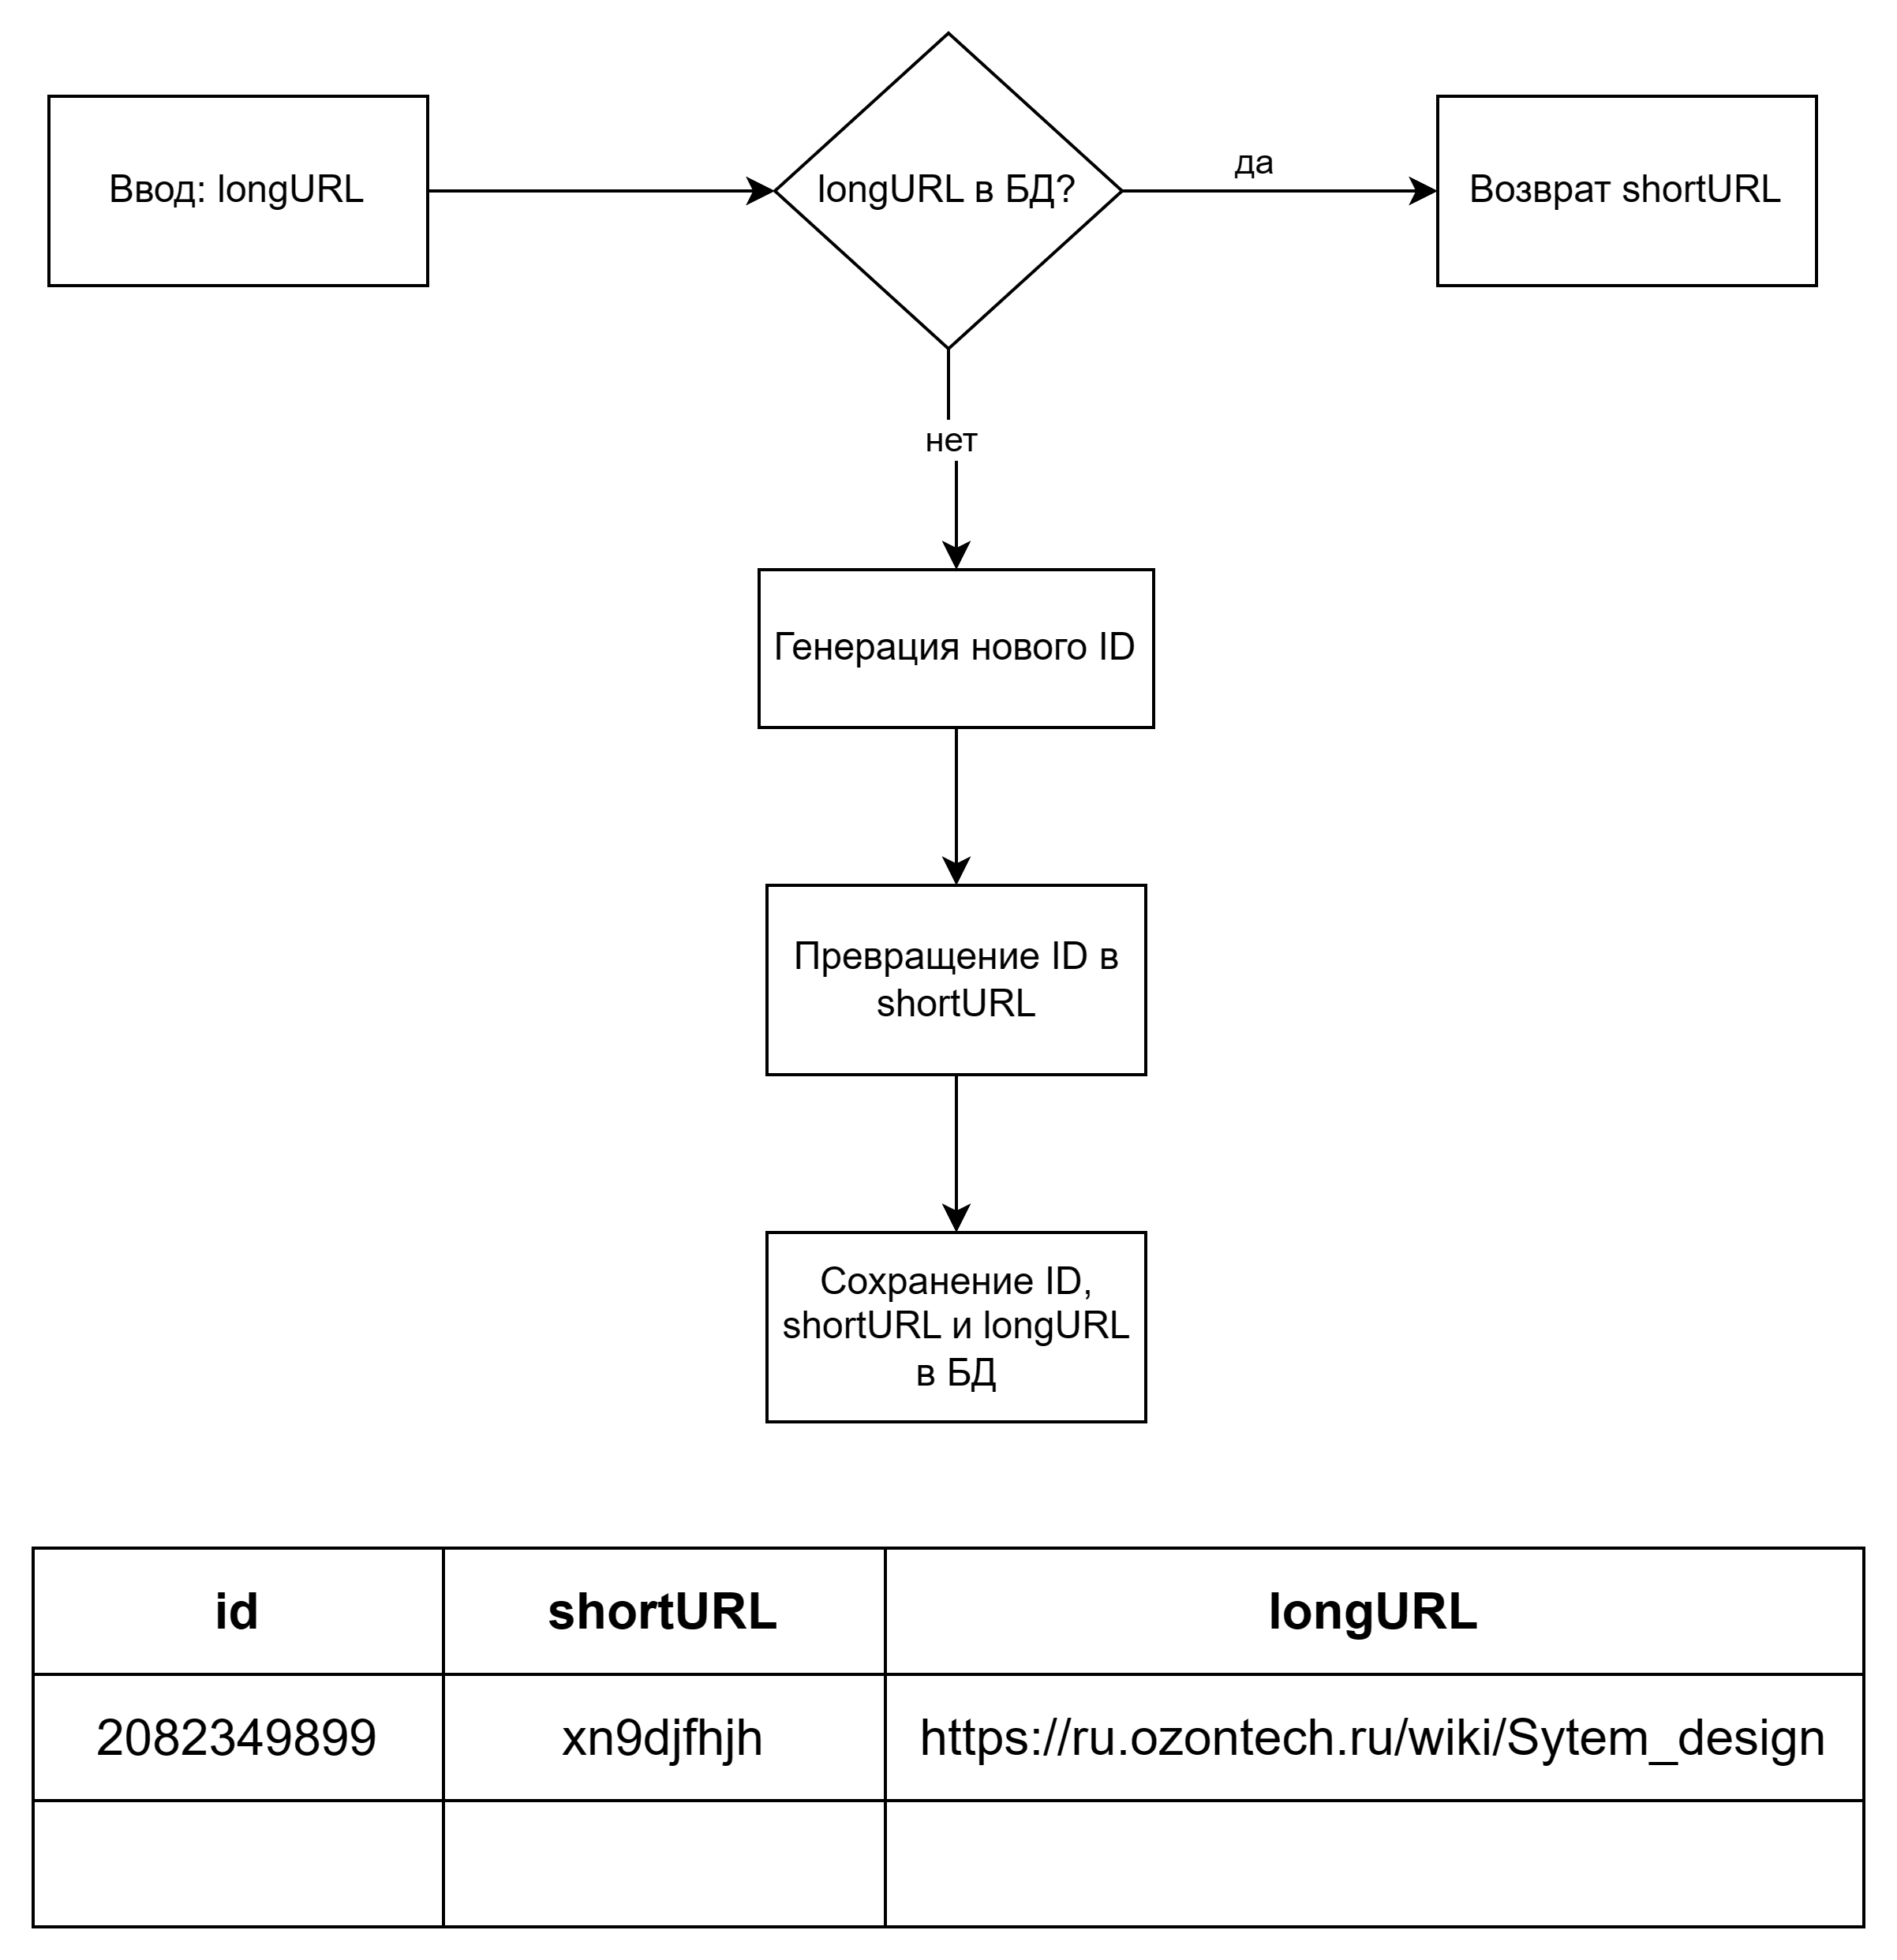 Ввод: longURL
longURL в БД?
да
Возврат shortURL
нет
Генерация нового ID
Превращение ID в
shortURL
Сохранение ID,
shortURL и longURL
в БД
id
shortURL
longURL
2082349899
xn9djfhjh
https://ru.ozontech.ru/wiki/Sytem_design